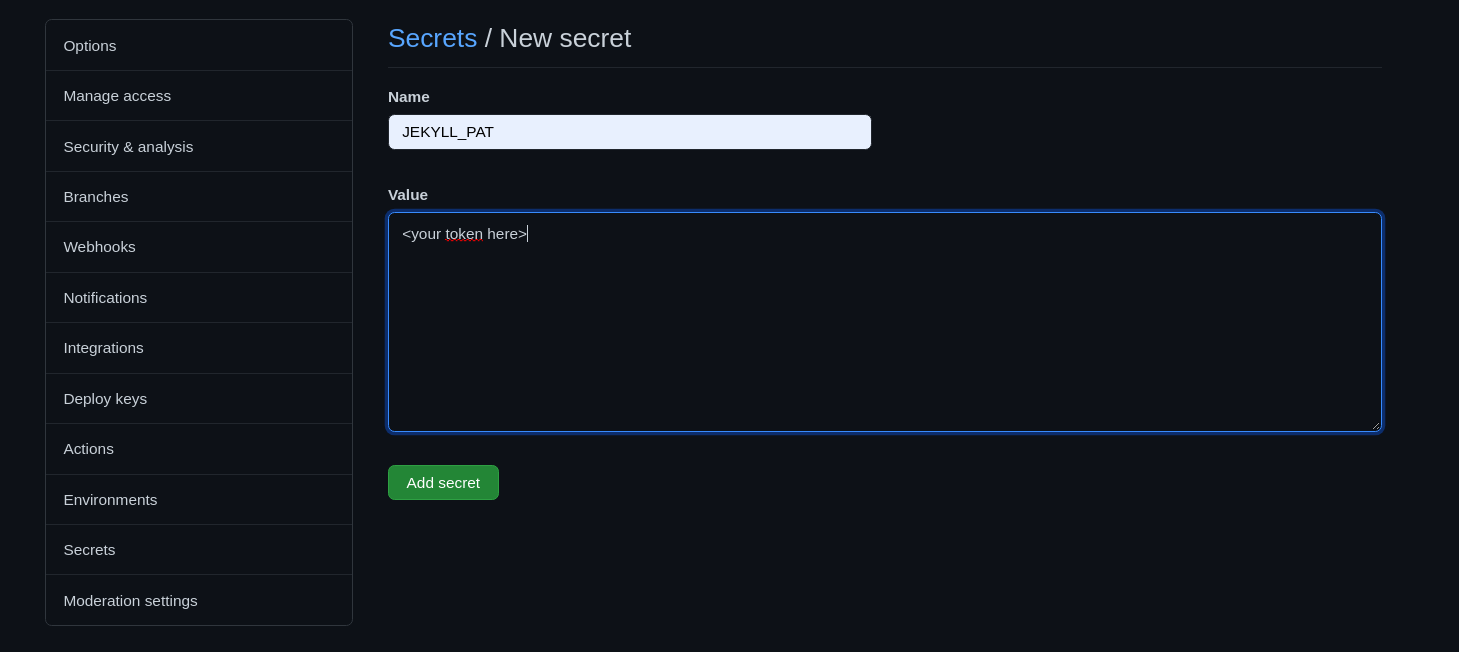 Options
Manage access
Security & analysis
Branches
Webhooks
Notifications
Integrations
Deploy keys
Actions
Environments
Secrets
Moderation settings
Secrets / New secret
Name
JEKYLL_PAT
Value
<your token here>
Add secret